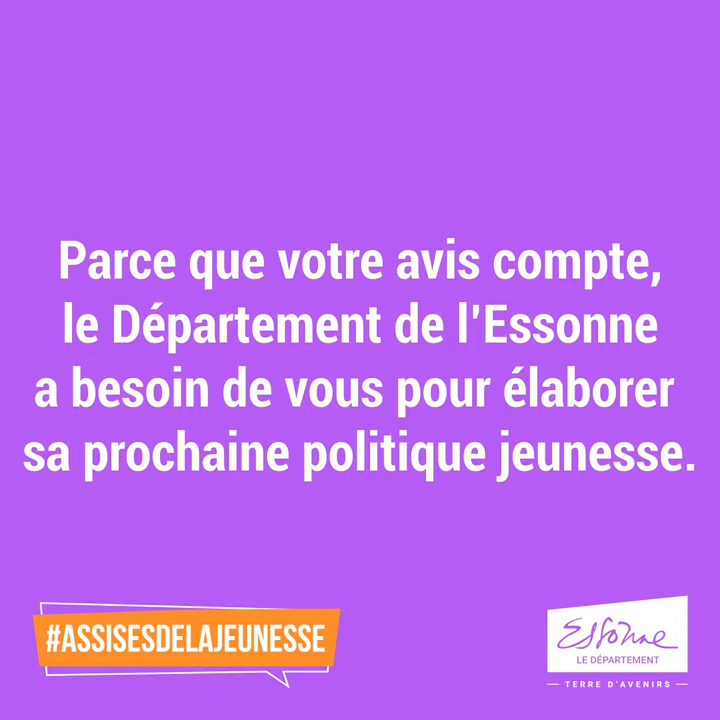 Parce que votre avis compte,
le Département de l'Essonne
a besoin de vous pour élaborer
sa prochaine politique jeunesse.
#ASSISESDELAJEUNESSE
Essonne
LE DÉPARTEMENT
TERRE D'AVENIRS